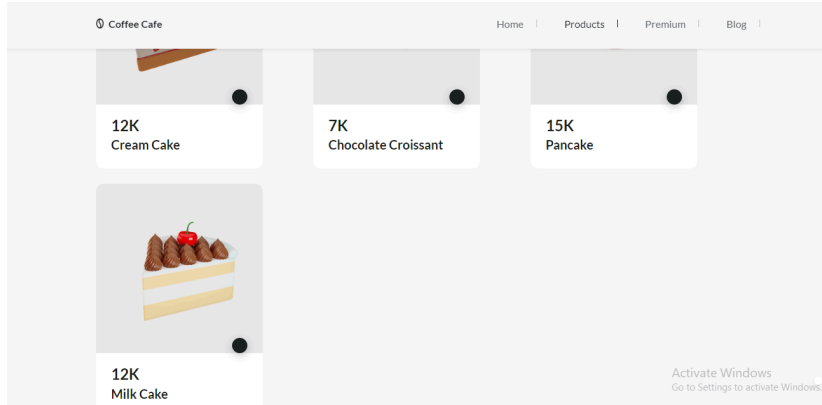 Coffee Cafe
Home Products Premium Blog
12K
Cream Cake
7K
Chocolate Croissant
15K
Pancake
12K
Milk Cake
Activate Windows
Go to Settings to activate Windows.